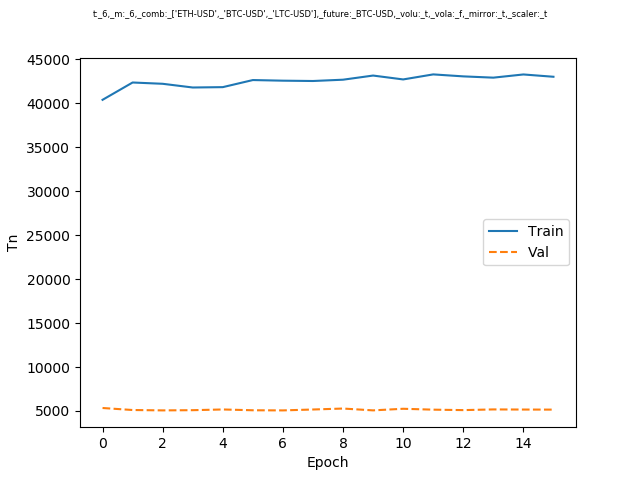 t:_6,_m:_6,_comb:_['ETH-USD',_'BTC-USD',_'LTC-USD'],_future:_BTC-USD,_volu:_t,_vola:_f,_mirror:_t,_scaler:_t
45000
40000
35000
30000
25000
20000
15000
10000
5000
Tn
Train
Val
0 2 4 6 8 10 12 14
Epoch